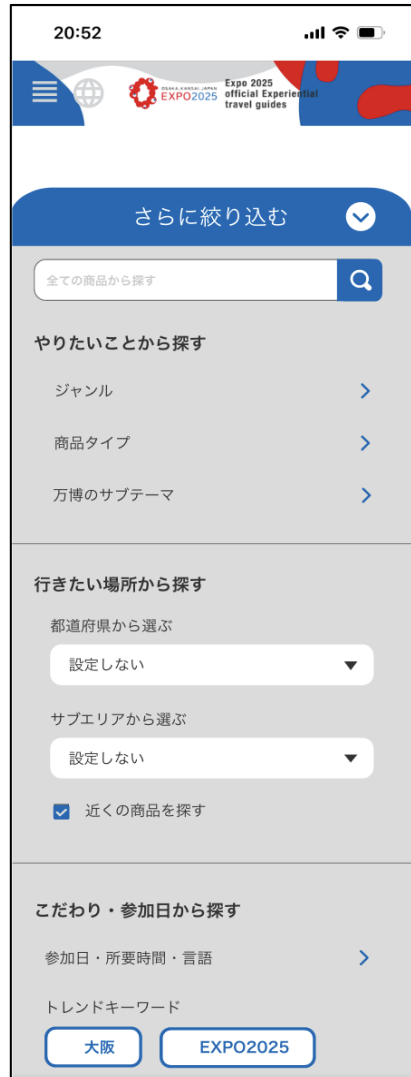 20:52
OSAKA, KANSAI, JAPAN
EXPO2025
Expo 2025
official Experiential
travel guides
さらに絞り込む
全ての商品から探す
やりたいことから探す
ジャンル
商品タイプ
万博のサブテーマ
行きたい場所から探す
都道府県から選ぶ
設定しない
サブエリアから選ぶ
設定しない
近くの商品を探す
こだわり・参加日から探す
参加日・所要時間・言語
トレンドキーワード
大阪 EXPO2025